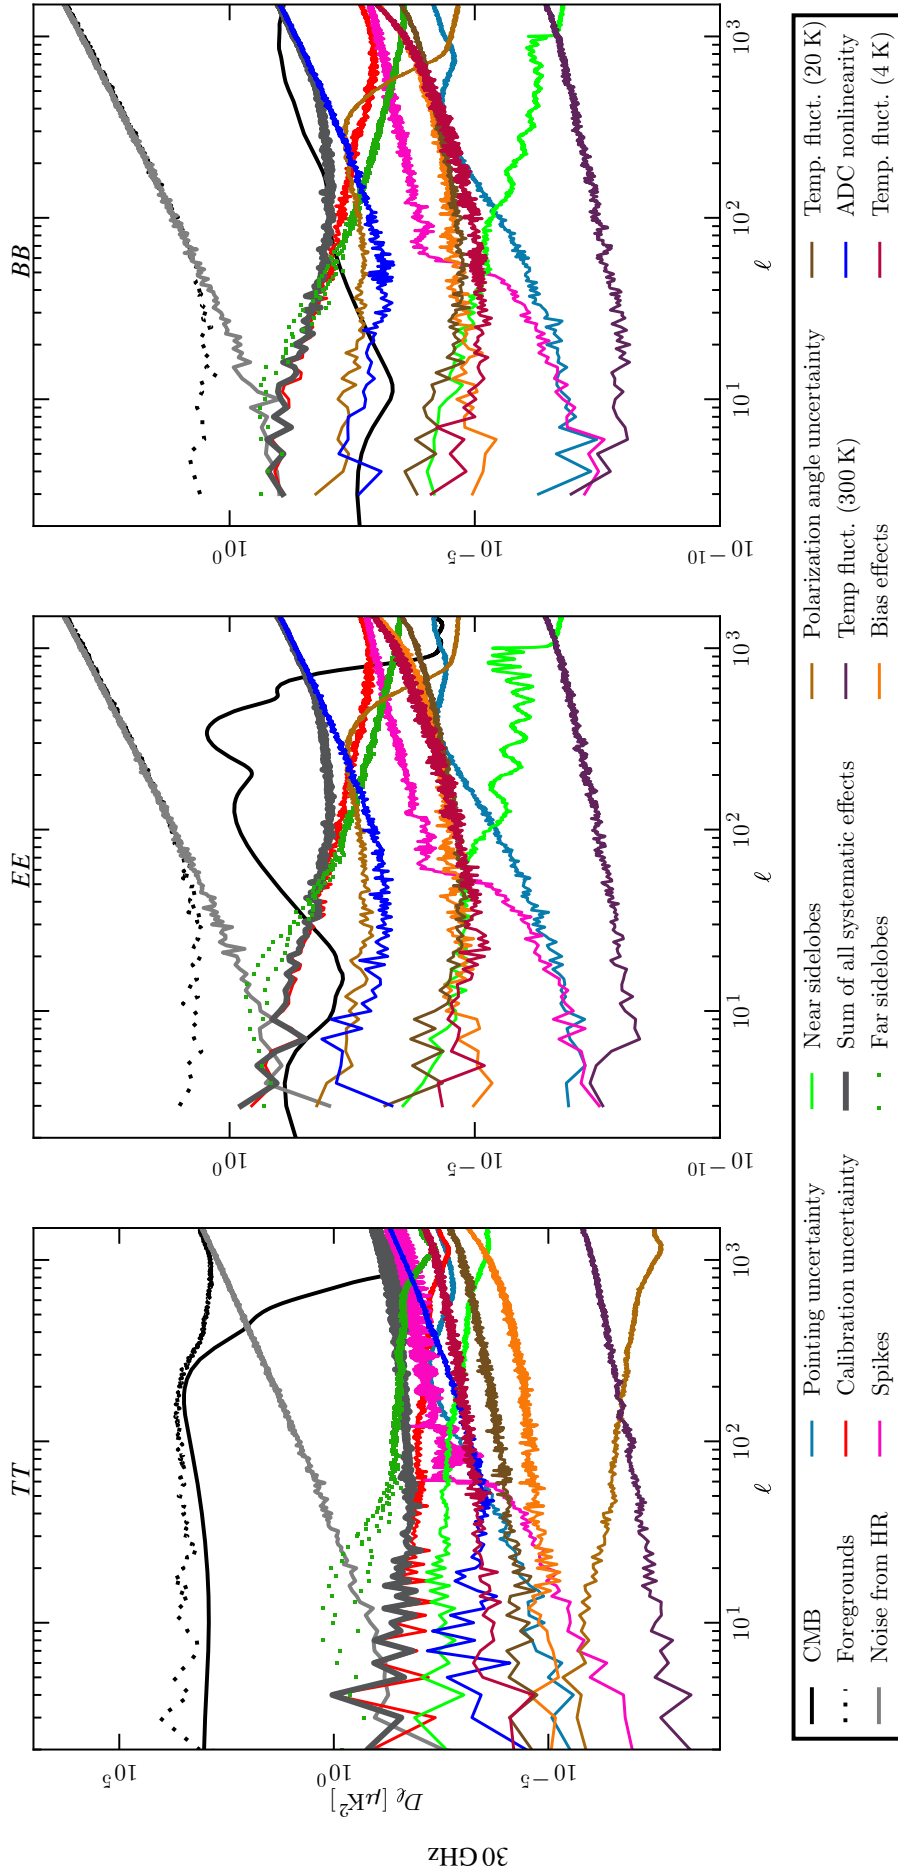 TT
EE
BB
30 GHz
D_ℓ [μK²]
10⁵
10⁰
10⁻⁵
10¹
10²
10³
ℓ
10⁰
10⁻⁵
10⁻¹⁰
10¹
10²
10³
ℓ
10⁰
10⁻⁵
10⁻¹⁰
10¹
10²
10³
ℓ
CMB
Foregrounds
Noise from HR
Pointing uncertainty
Calibration uncertainty
Spikes
Near sidelobes
Sum of all systematic effects
Far sidelobes
Polarization angle uncertainty
Temp fluct. (300 K)
Bias effects
Temp. fluct. (20 K)
ADC nonlinearity
Temp. fluct. (4 K)